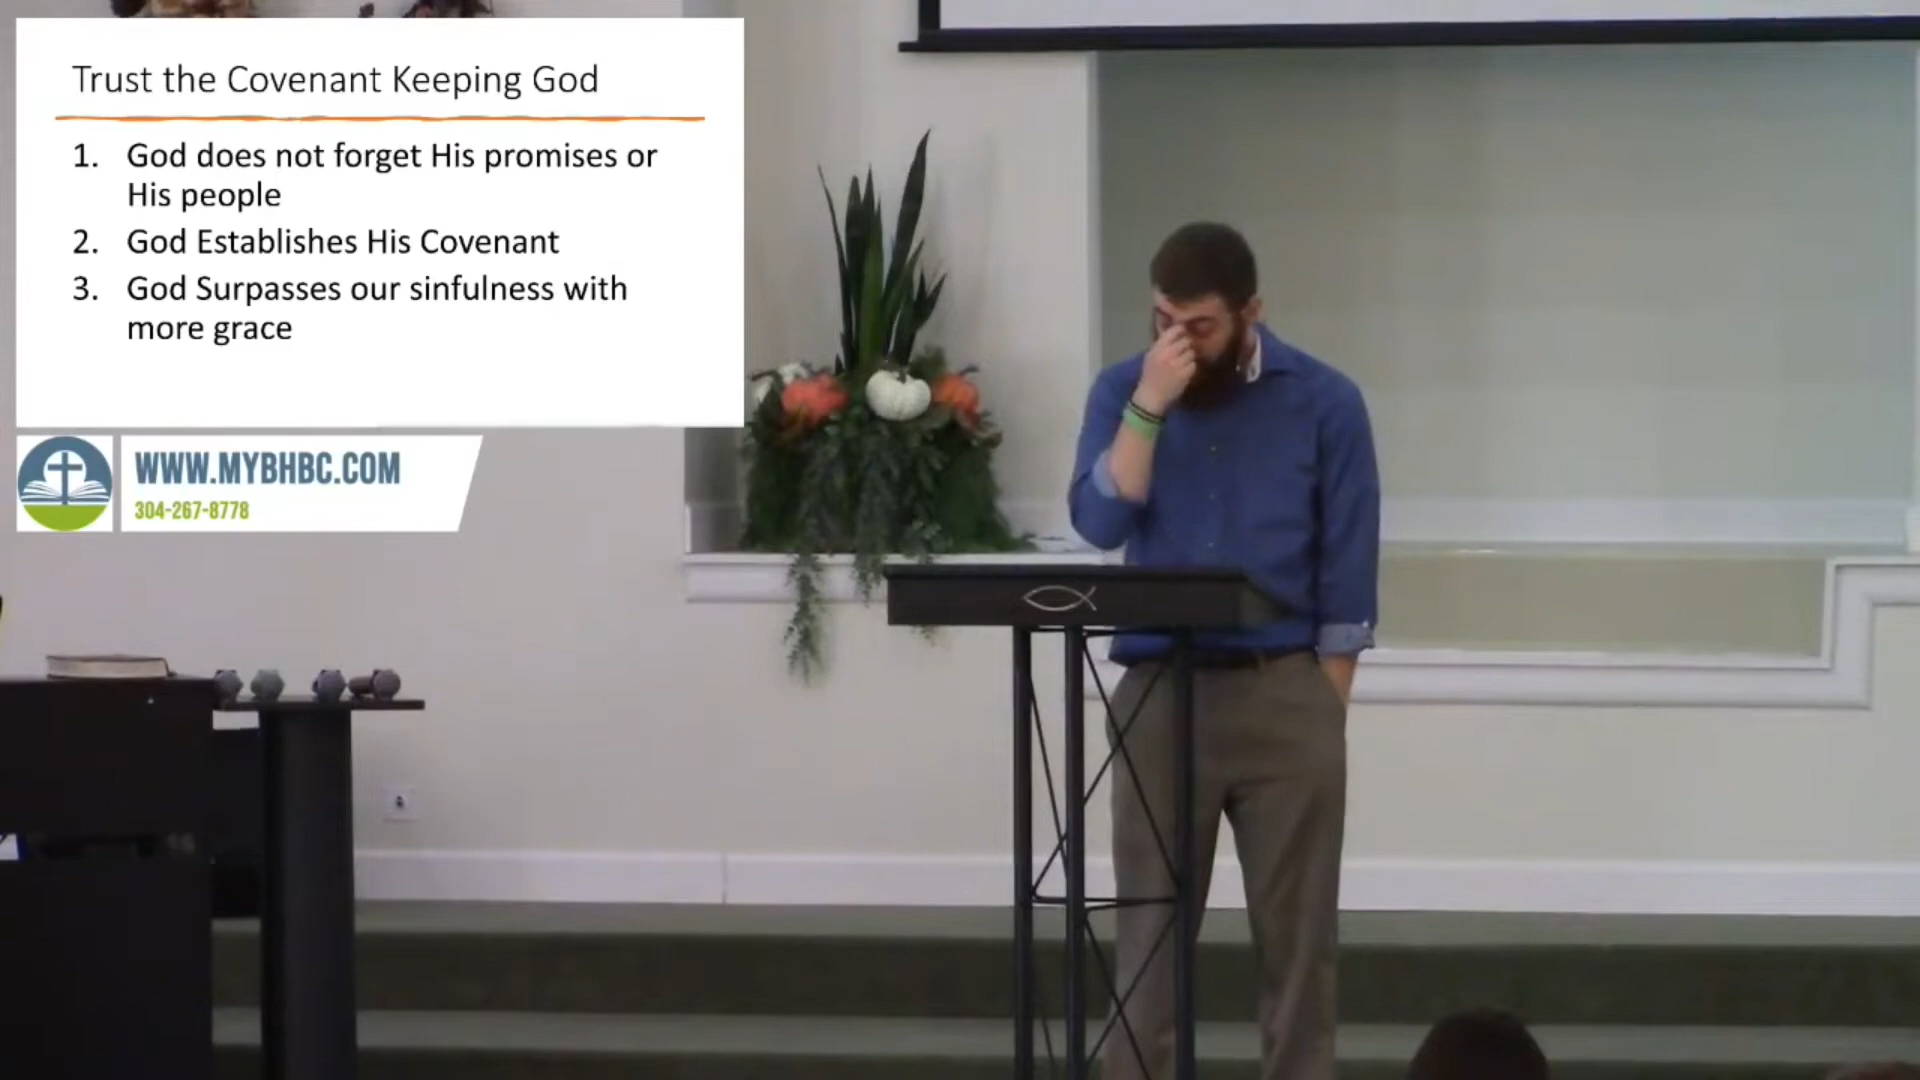 Trust the Covenant Keeping God
1. God does not forget His promises or
His people
2. God Establishes His Covenant
3. God Surpasses our sinfulness with
more grace
WWW.MYBHBC.COM
304-267-8778